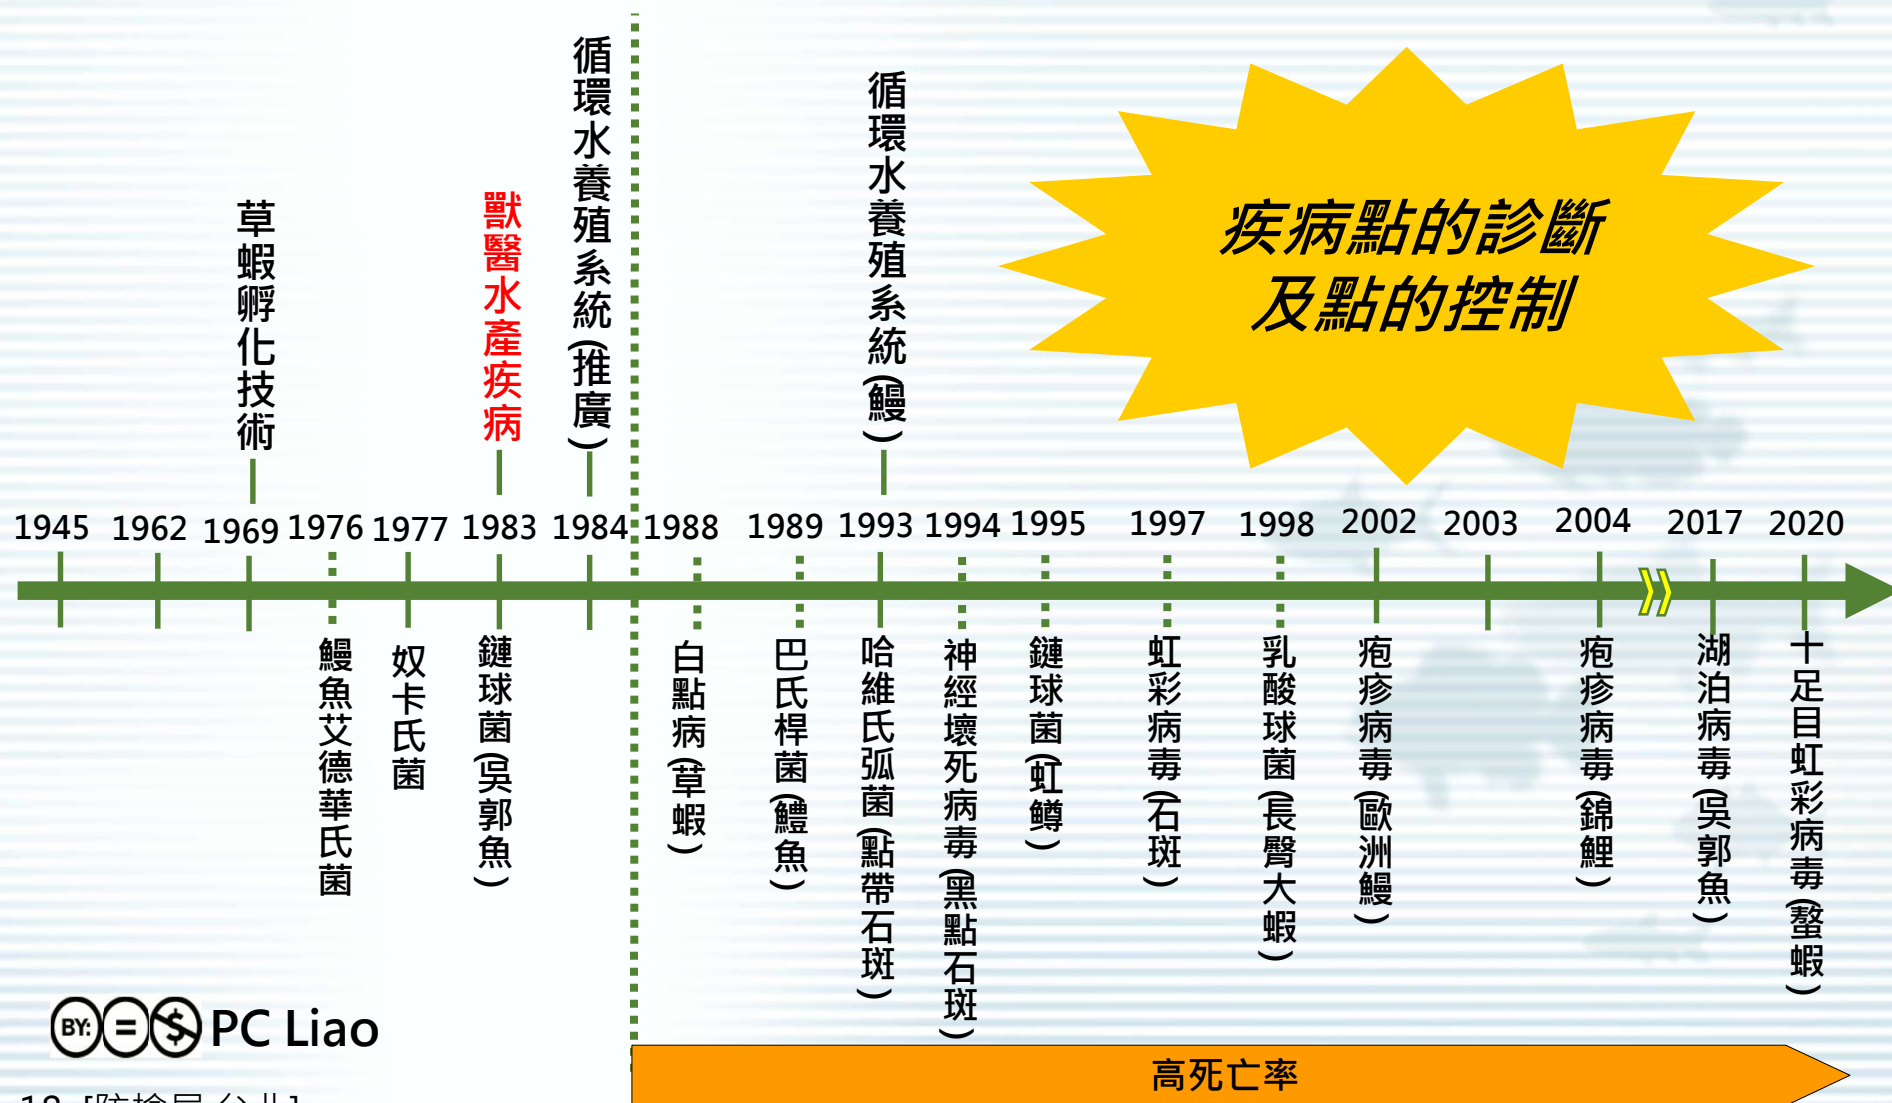 草蝦孵化技術
獸醫水產疾病
循環水養殖系統(推廣)
循環水養殖系統(鰻)
疾病點的診斷
及點的控制
1945 1962 1969 1976 1977 1983 1984 1988 1989 1993 1994 1995 1997 1998 2002 2003 2004 2017 2020
鰻魚艾德華氏菌
奴卡氏菌
鏈球菌(吳郭魚)
白點病(草蝦)
巴氏桿菌(鱧魚)
哈維氏弧菌(點帶石斑)
神經壞死病毒(黑點石斑)
鏈球菌(虹鱒)
虹彩病毒(石斑)
乳酸球菌(長臂大蝦)
疱疹病毒(歐洲鰻)
疱疹病毒(錦鯉)
湖泊病毒(吳郭魚)
十足目虹彩病毒(螯蝦)
BY: = $ PC Liao
高死亡率